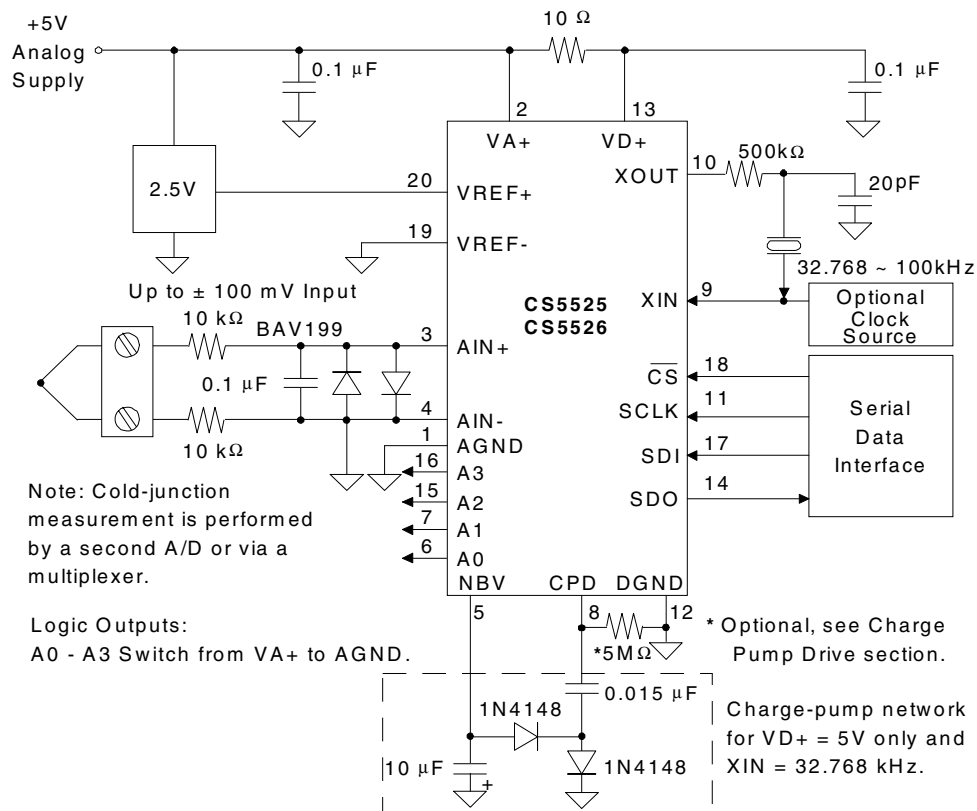 +5V
Analog
Supply
10 Ω
0.1 µF
0.1 µF
2
13
VA+
VD+
XOUT
10
500kΩ
20pF
2.5V
20
VREF+
19
VREF-
32.768 ~ 100kHz
Up to ± 100 mV Input
CS5525
CS5526
XIN
9
Optional
Clock
Source
10 kΩ
BAV199
3
AIN+
0.1 µF
4
AIN-
10 kΩ
1
AGND
16
A3
15
A2
7
A1
6
A0
CS
18
SCLK
11
SDI
17
SDO
14
Serial
Data
Interface
Note: Cold-junction
measurement is performed
by a second A/D or via a
multiplexer.
NBV
CPD
DGND
5
8
12
Logic Outputs:
A0 - A3 Switch from VA+ to AGND.
*5MΩ
* Optional, see Charge
Pump Drive section.
0.015 µF
1N4148
1N4148
10 µF
+
Charge-pump network
for VD+ = 5V only and
XIN = 32.768 kHz.